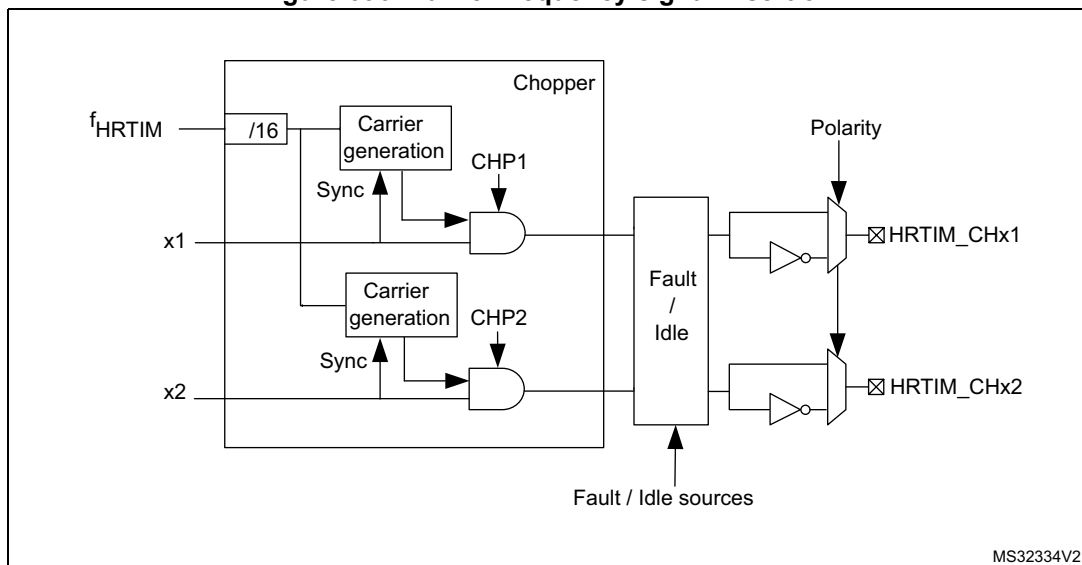 Chopper
fHRTIM
/16
Carrier
generation
Polarity
CHP1
Sync
x1
HRTIM_CHx1
Carrier
generation
Fault
/
Idle
CHP2
Sync
x2
HRTIM_CHx2
Fault / Idle sources
MS32334V2